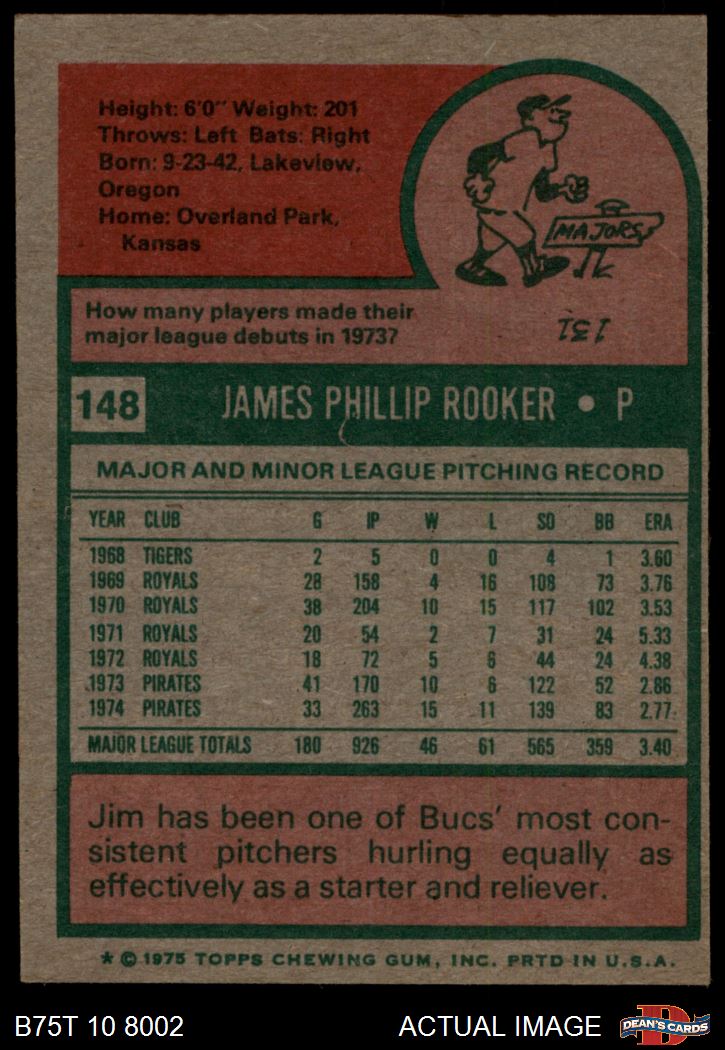 Height: 6'0" Weight: 201
Throws: Left Bats: Right
Born: 9-23-42, Lakeview,
Oregon
Home: Overland Park,
Kansas
MAJORS
How many players made their
major league debuts in 1973?
131
148 JAMES PHILLIP ROOKER • P
MAJOR AND MINOR LEAGUE PITCHING RECORD
YEAR CLUB G IP W L SO BB ERA
1968 TIGERS 2 5 0 0 4 1 3.60
1969 ROYALS 28 158 4 16 108 73 3.76
1970 ROYALS 38 204 10 15 117 102 3.53
1971 ROYALS 20 54 2 7 31 24 5.33
1972 ROYALS 18 72 5 6 44 24 4.38
1973 PIRATES 41 170 10 6 122 52 2.86
1974 PIRATES 33 263 15 11 139 83 2.77
MAJOR LEAGUE TOTALS 180 926 46 61 565 359 3.40
Jim has been one of Bucs' most con-
sistent pitchers hurling equally as
effectively as a starter and reliever.
* © 1975 TOPPS CHEWING GUM, INC. PRTD IN U.S.A.
B75T 10 8002 ACTUAL IMAGE DEAN'S CARDS